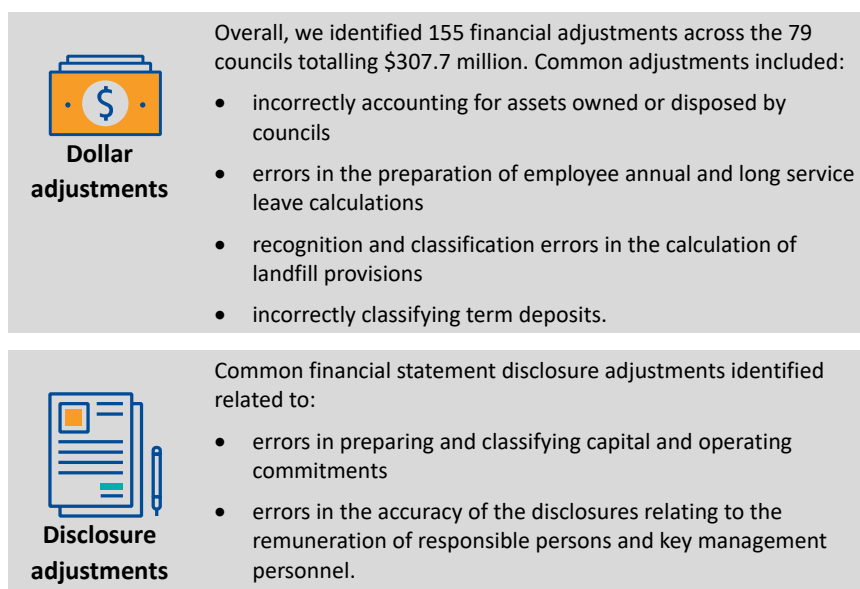 Overall, we identified 155 financial adjustments across the 79
councils totalling $307.7 million. Common adjustments included:
• incorrectly accounting for assets owned or disposed by
councils
• errors in the preparation of employee annual and long service
leave calculations
• recognition and classification errors in the calculation of
landfill provisions
• incorrectly classifying term deposits.
$
Dollar
adjustments
Common financial statement disclosure adjustments identified
related to:
• errors in preparing and classifying capital and operating
commitments
• errors in the accuracy of the disclosures relating to the
remuneration of responsible persons and key management
personnel.
Disclosure
adjustments